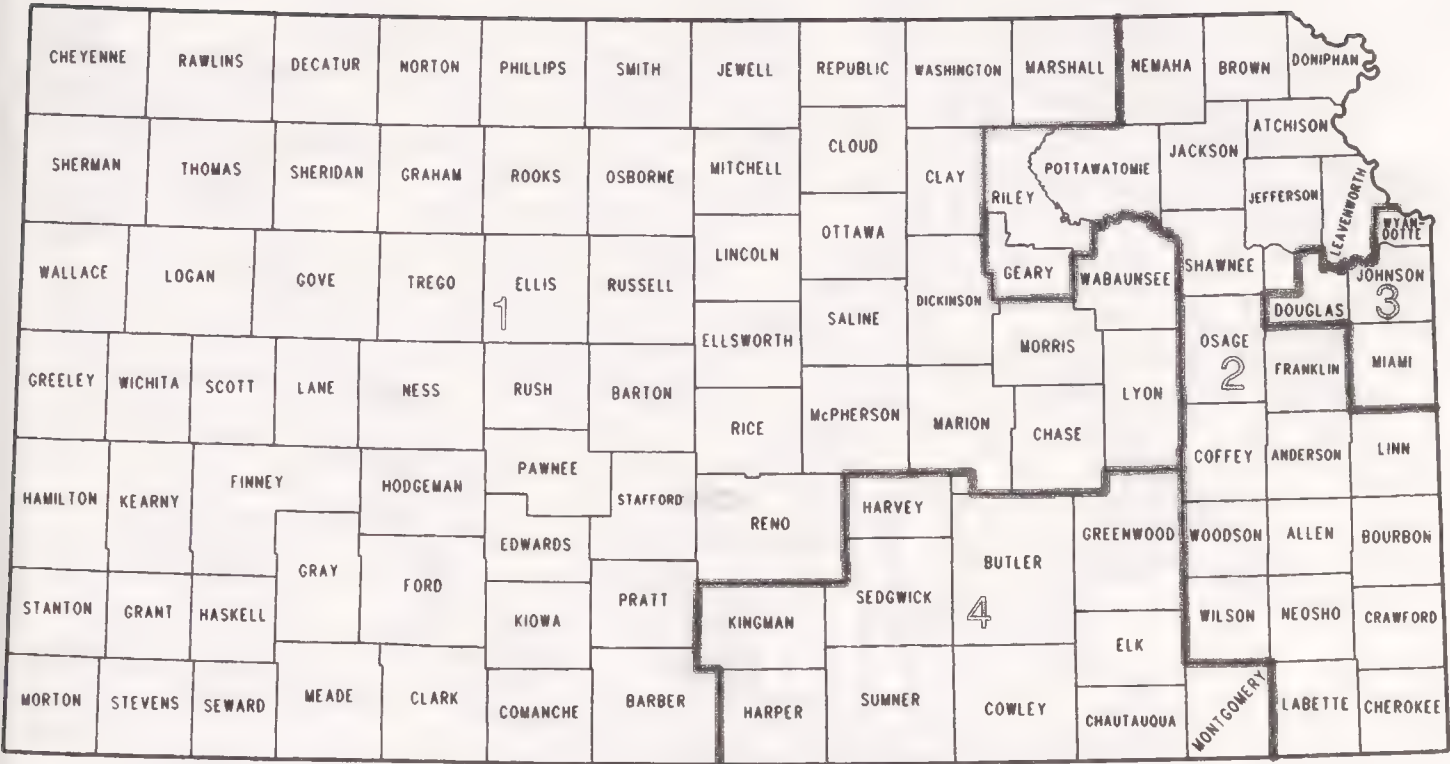 CHEYENNE
RAWLINS
DECATUR
NORTON
PHILLIPS
SMITH
JEWELL
REPUBLIC
WASHINGTON
MARSHALL
NEMAHA
BROWN
DONIPHAN
ATCHISON
SHERMAN
THOMAS
SHERIDAN
GRAHAM
ROOKS
OSBORNE
MITCHELL
CLOUD
CLAY
RILEY
POTTAWATOMIE
JACKSON
JEFFERSON
LEAVENWORTH
WYAN-
DOTTE
WALLACE
LOGAN
GOVE
TREGO
ELLIS
1
RUSSELL
LINCOLN
OTTAWA
DICKINSON
GEARY
WABAUNSEE
SHAWNEE
DOUGLAS
JOHNSON
3
GREELEY
WICHITA
SCOTT
LANE
NESS
RUSH
BARTON
ELLSWORTH
SALINE
MORRIS
LYON
OSAGE
2
FRANKLIN
MIAMI
RICE
McPHERSON
MARION
CHASE
COFFEY
ANDERSON
LINN
HAMILTON
KEARNY
FINNEY
HODGEMAN
PAWNEE
STAFFORD
RENO
HARVEY
BUTLER
4
GREENWOOD
WOODSON
ALLEN
BOURBON
GRAY
FORD
EDWARDS
STANTON
GRANT
HASKELL
KIOWA
PRATT
KINGMAN
SEDGWICK
ELK
WILSON
NEOSHO
CRAWFORD
MORTON
STEVENS
SEWARD
MEADE
CLARK
COMANCHE
BARBER
HARPER
SUMNER
COWLEY
CHAUTAUQUA
MONTGOMERY
LABETTE
CHEROKEE